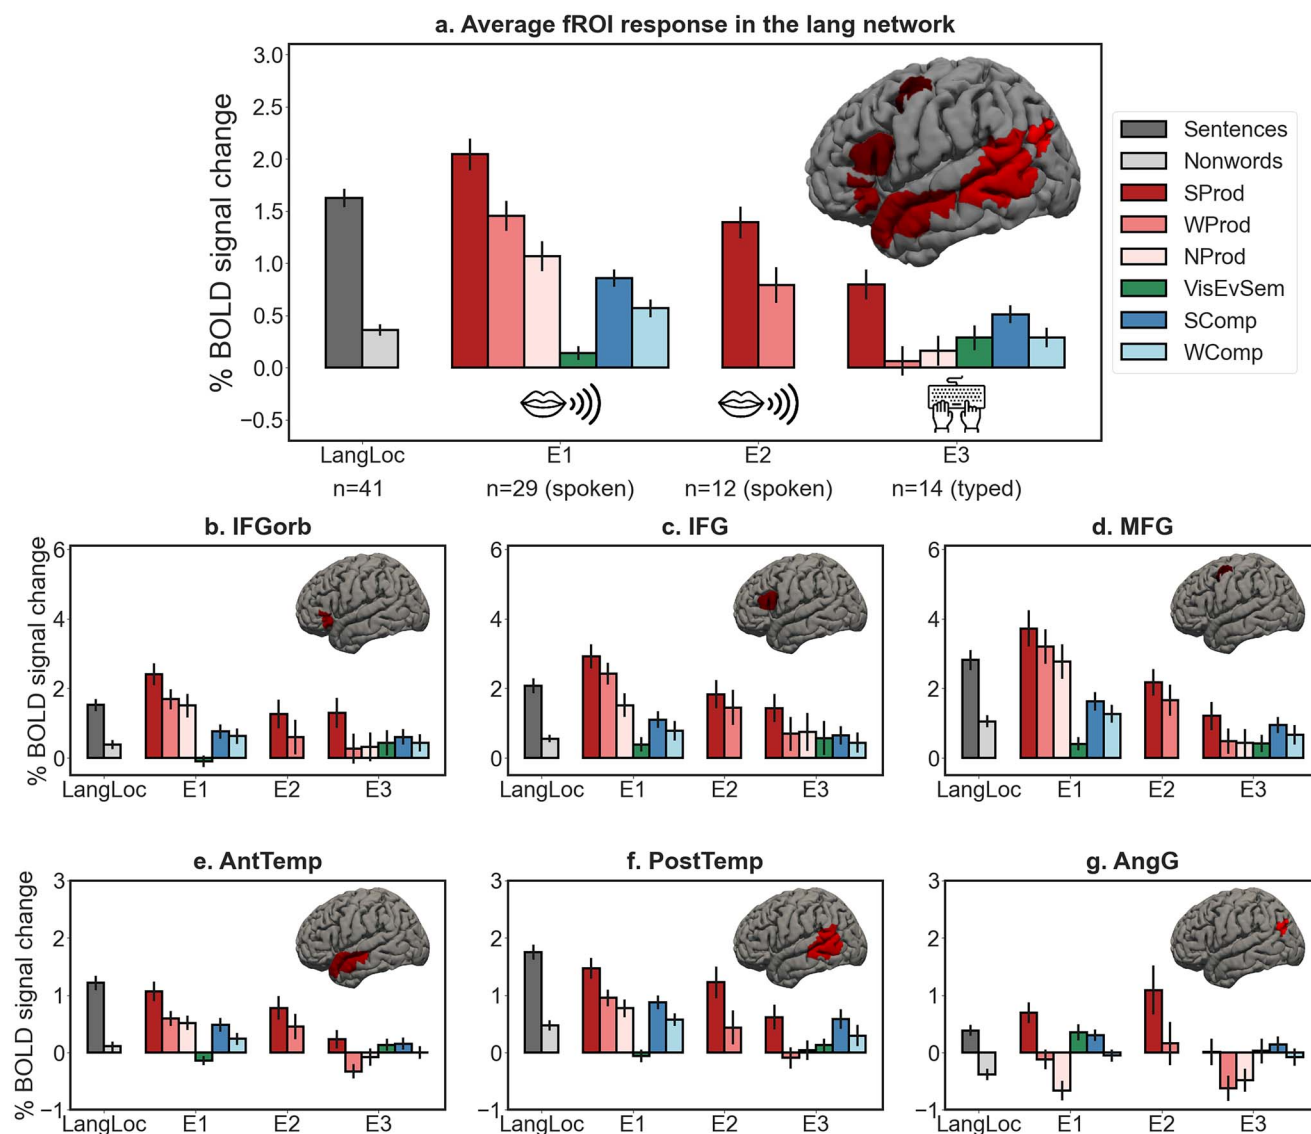 a. Average fROI response in the lang network
% BOLD signal change
3.0
2.5
2.0
1.5
1.0
0.5
0.0
−0.5
LangLoc E1 E2 E3
n=41 n=29 (spoken) n=12 (spoken) n=14 (typed)
Sentences
Nonwords
SProd
WProd
NProd
VisEvSem
SComp
WComp
b. IFGorb
% BOLD signal change
6
4
2
0
LangLoc E1 E2 E3
c. IFG
6
4
2
0
LangLoc E1 E2 E3
d. MFG
6
4
2
0
LangLoc E1 E2 E3
e. AntTemp
% BOLD signal change
3
2
1
0
−1
LangLoc E1 E2 E3
f. PostTemp
3
2
1
0
−1
LangLoc E1 E2 E3
g. AngG
3
2
1
0
−1
LangLoc E1 E2 E3